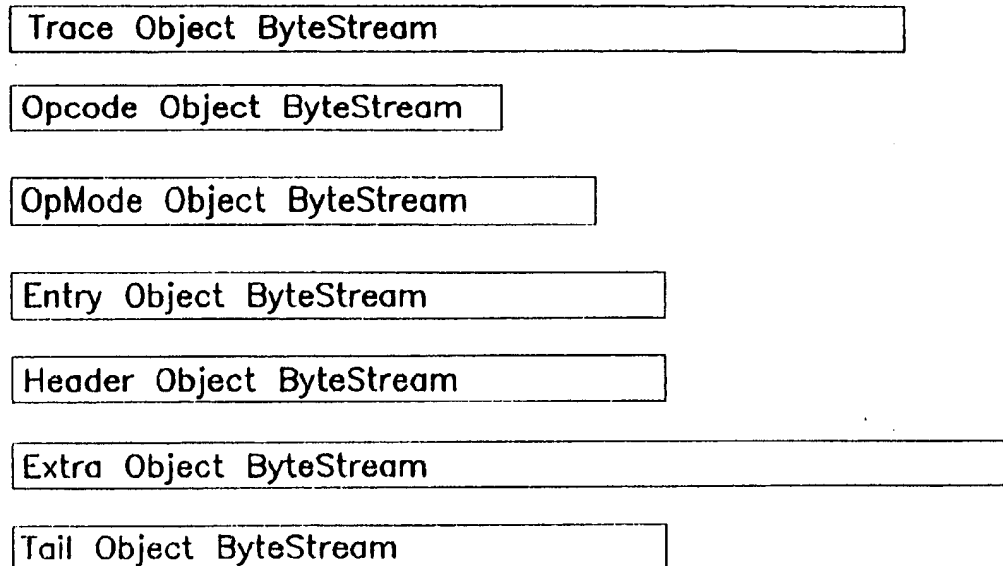 Trace Object ByteStream
Opcode Object ByteStream
OpMode Object ByteStream
Entry Object ByteStream
Header Object ByteStream
Extra Object ByteStream
Tail Object ByteStream